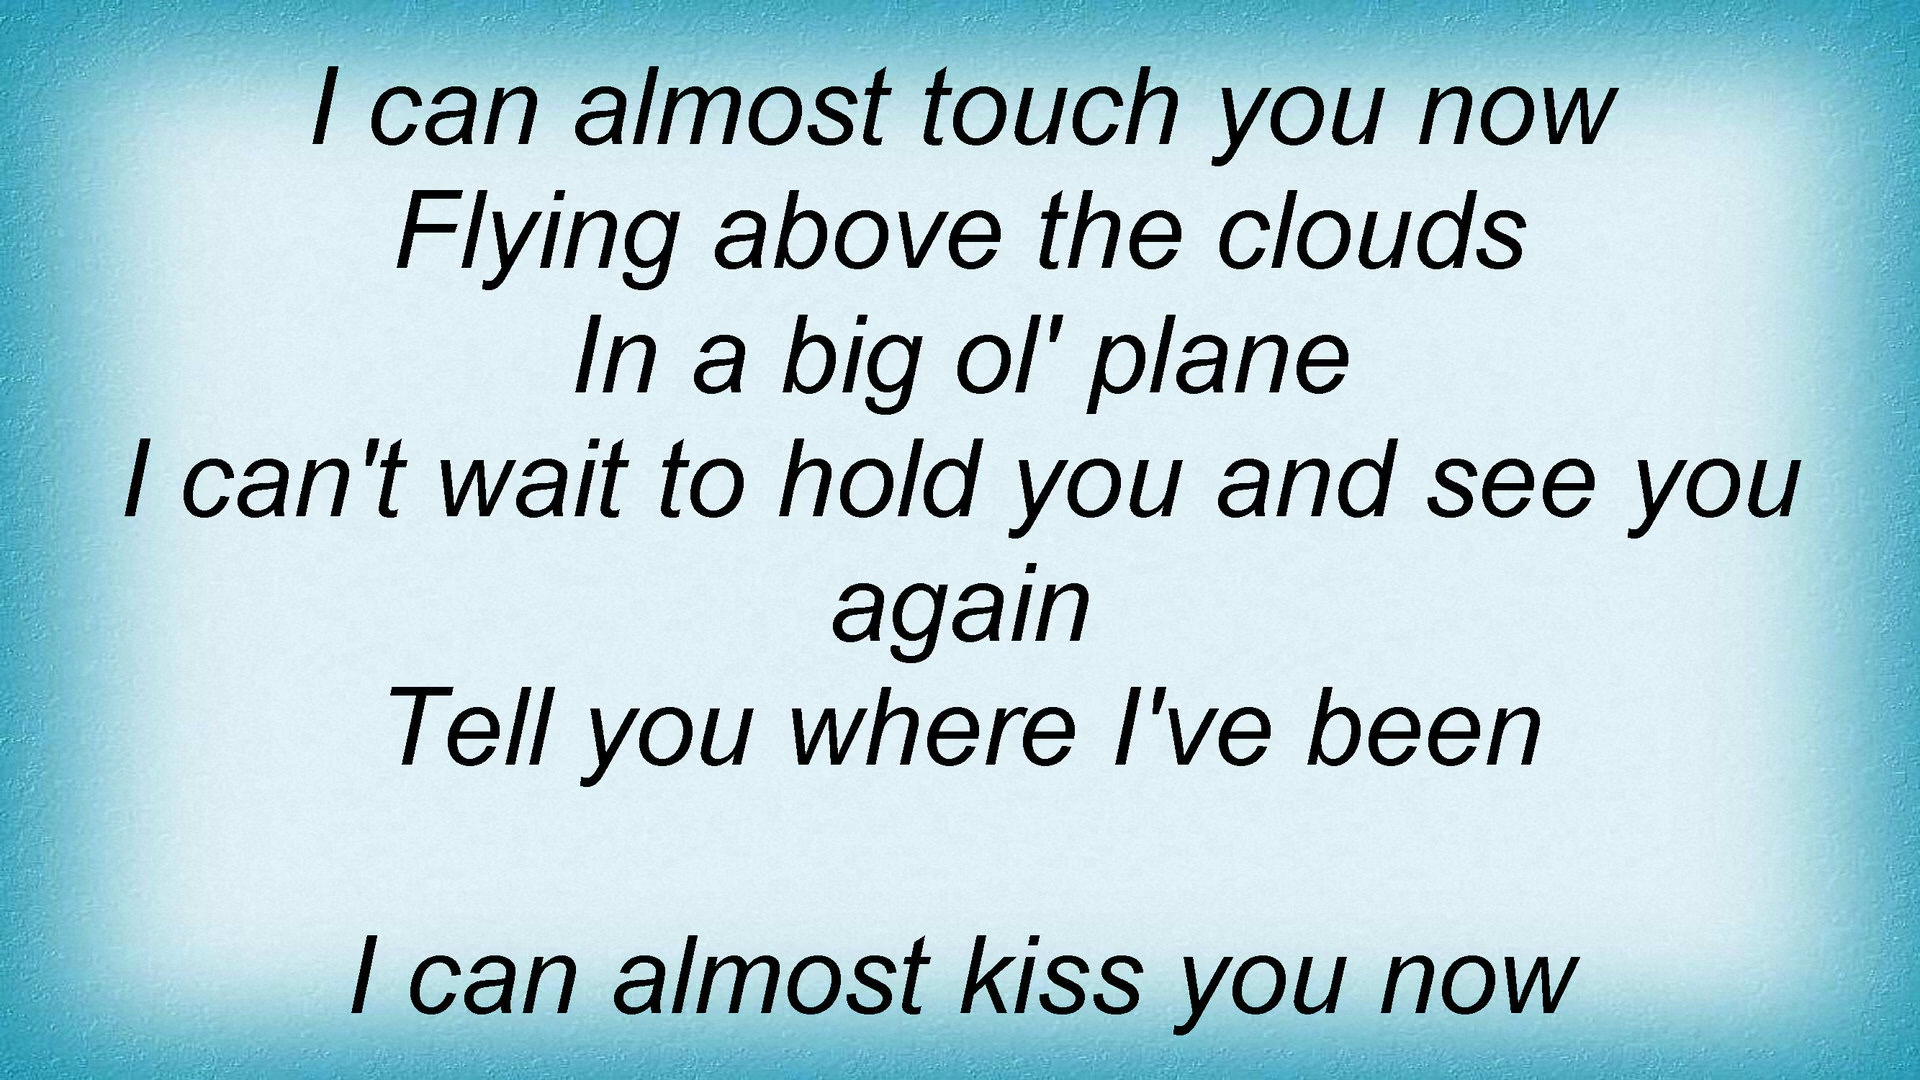 I can almost touch you now
Flying above the clouds
In a big ol' plane
I can't wait to hold you and see you
again
Tell you where I've been
I can almost kiss you now